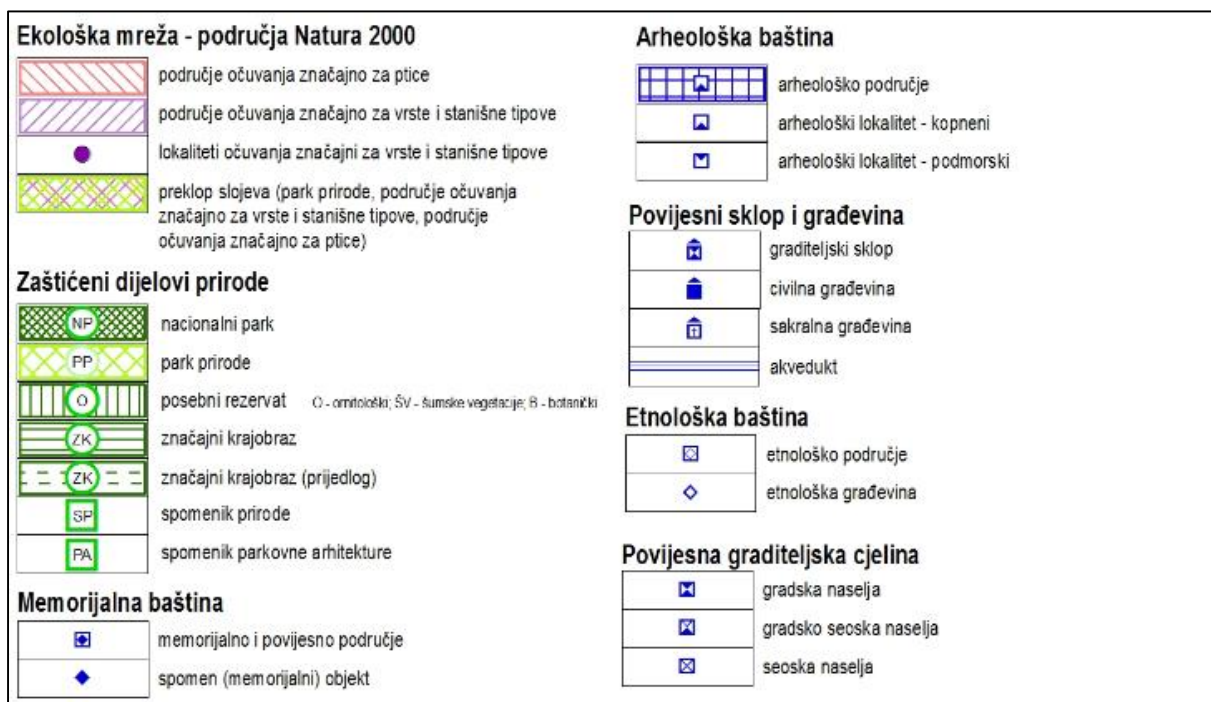 Ekološka mreža - područja Natura 2000
područje očuvanja značajno za ptice
područje očuvanja značajno za vrste i stanišne tipove
lokaliteti očuvanja značajni za vrste i stanišne tipove
preklop slojeva (park prirode, područje očuvanja
značajno za vrste i stanišne tipove, područje
očuvanja značajno za ptice)
Zaštićeni dijelovi prirode
NP nacionalni park
PP park prirode
O posebni rezervat O - ornitološki; ŠV - šumske vegetacije; B - botanički
ZK značajni krajobraz
ZK značajni krajobraz (prijedlog)
SP spomenik prirode
PA spomenik parkovne arhitekture
Memorijalna baština
memorijalno i povijesno područje
spomen (memorijalni) objekt
Arheološka baština
arheološko područje
arheološki lokalitet - kopneni
arheološki lokalitet - podmorski
Povijesni sklop i građevina
graditeljski sklop
civilna građevina
sakralna građevina
akvedukt
Etnološka baština
etnološko područje
etnološka građevina
Povijesna graditeljska cjelina
gradska naselja
gradsko seoska naselja
seoska naselja